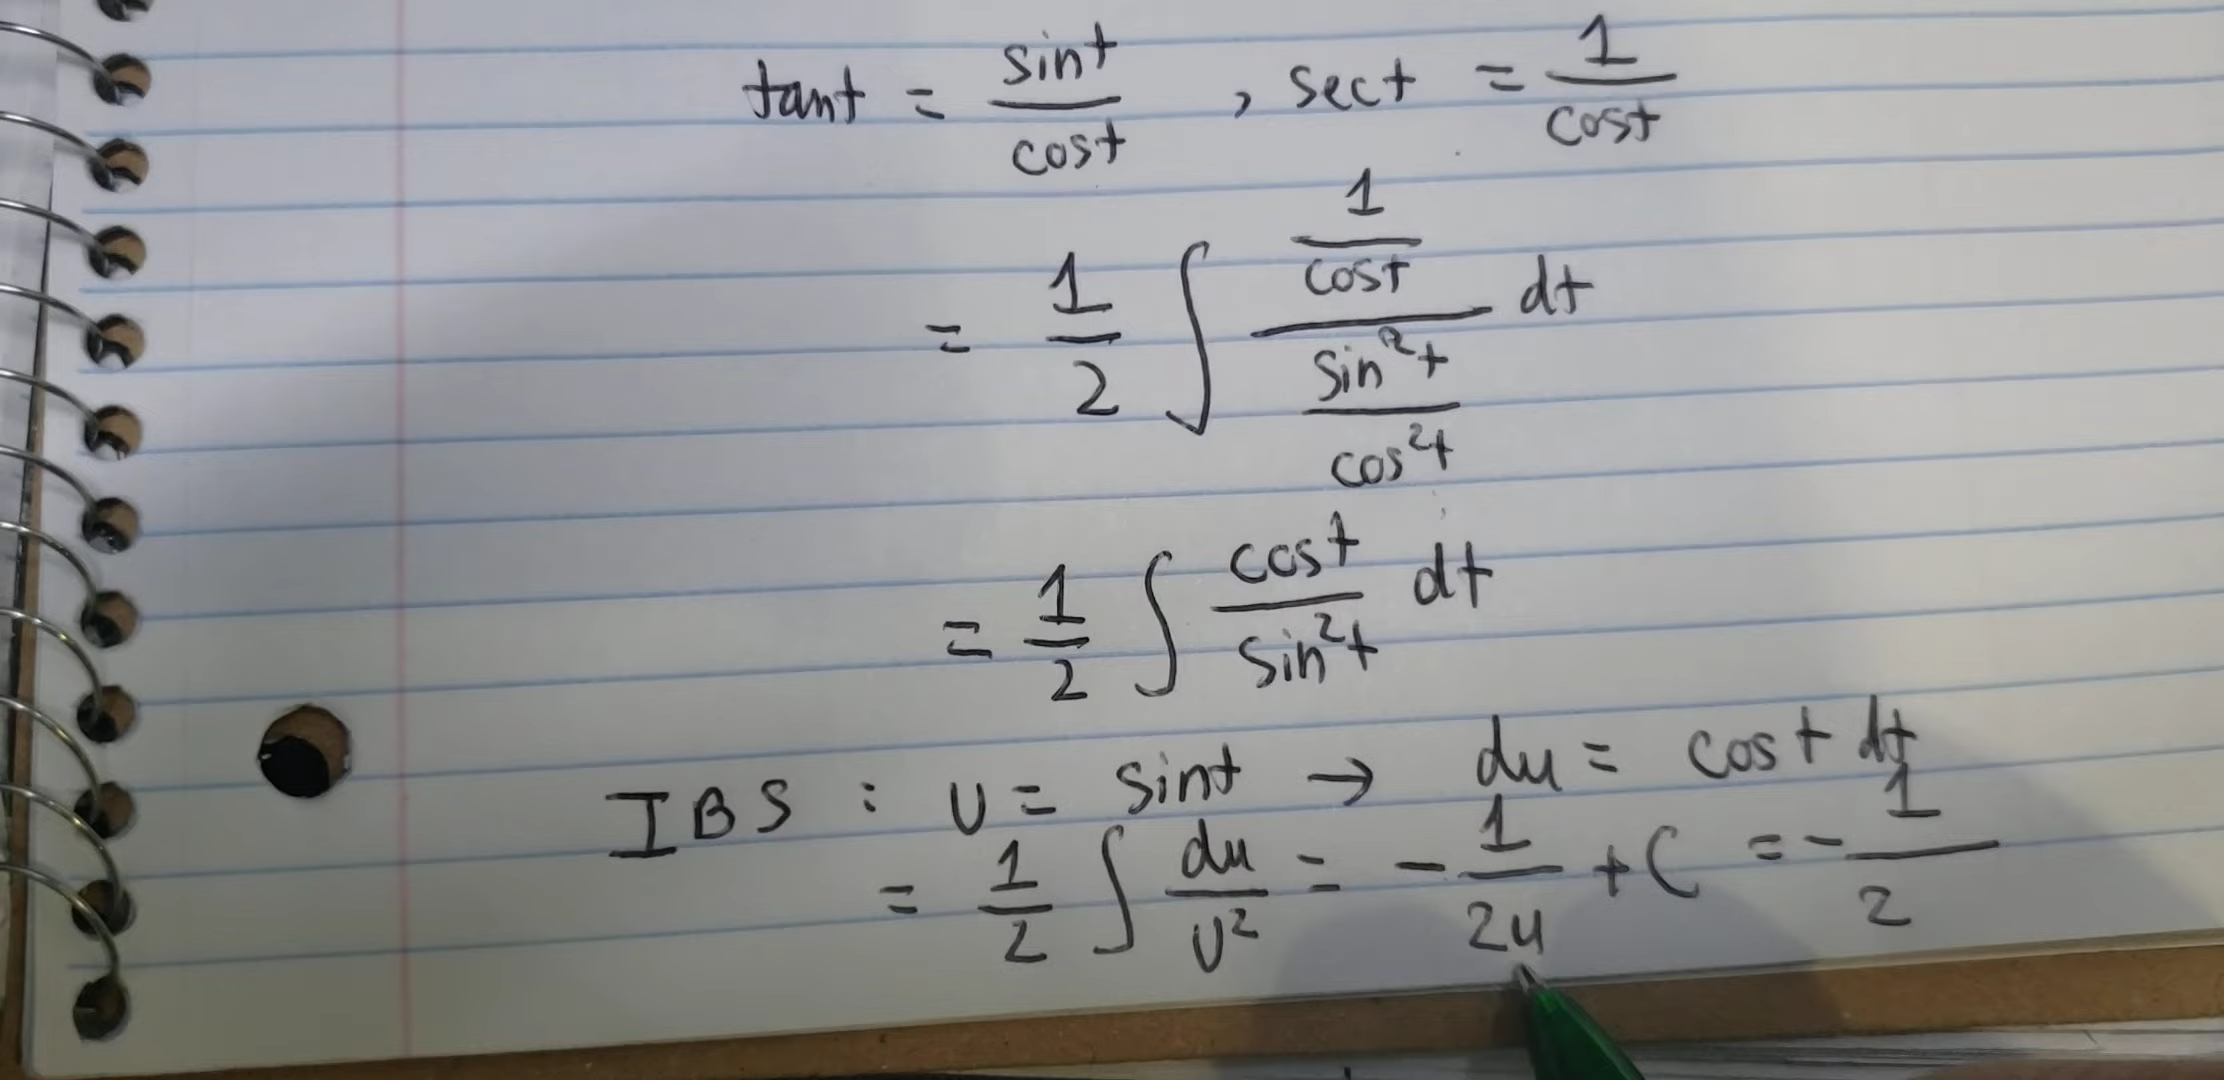 tant = sint/cost , sect = 1/cost
= 1/2 ∫ (1/cost)/(sin²t/cos²t) dt
= 1/2 ∫ cost/sin²t dt
IBS : u = sint → du = cost dt
= 1/2 ∫ du/u² = - 1/2u + C = - 1/2